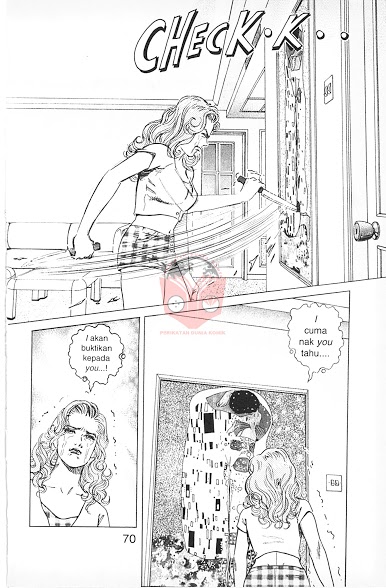 CHECK·K··
I akan
buktikan
kepada
you...!
I
cuma
nak you
tahu....
70